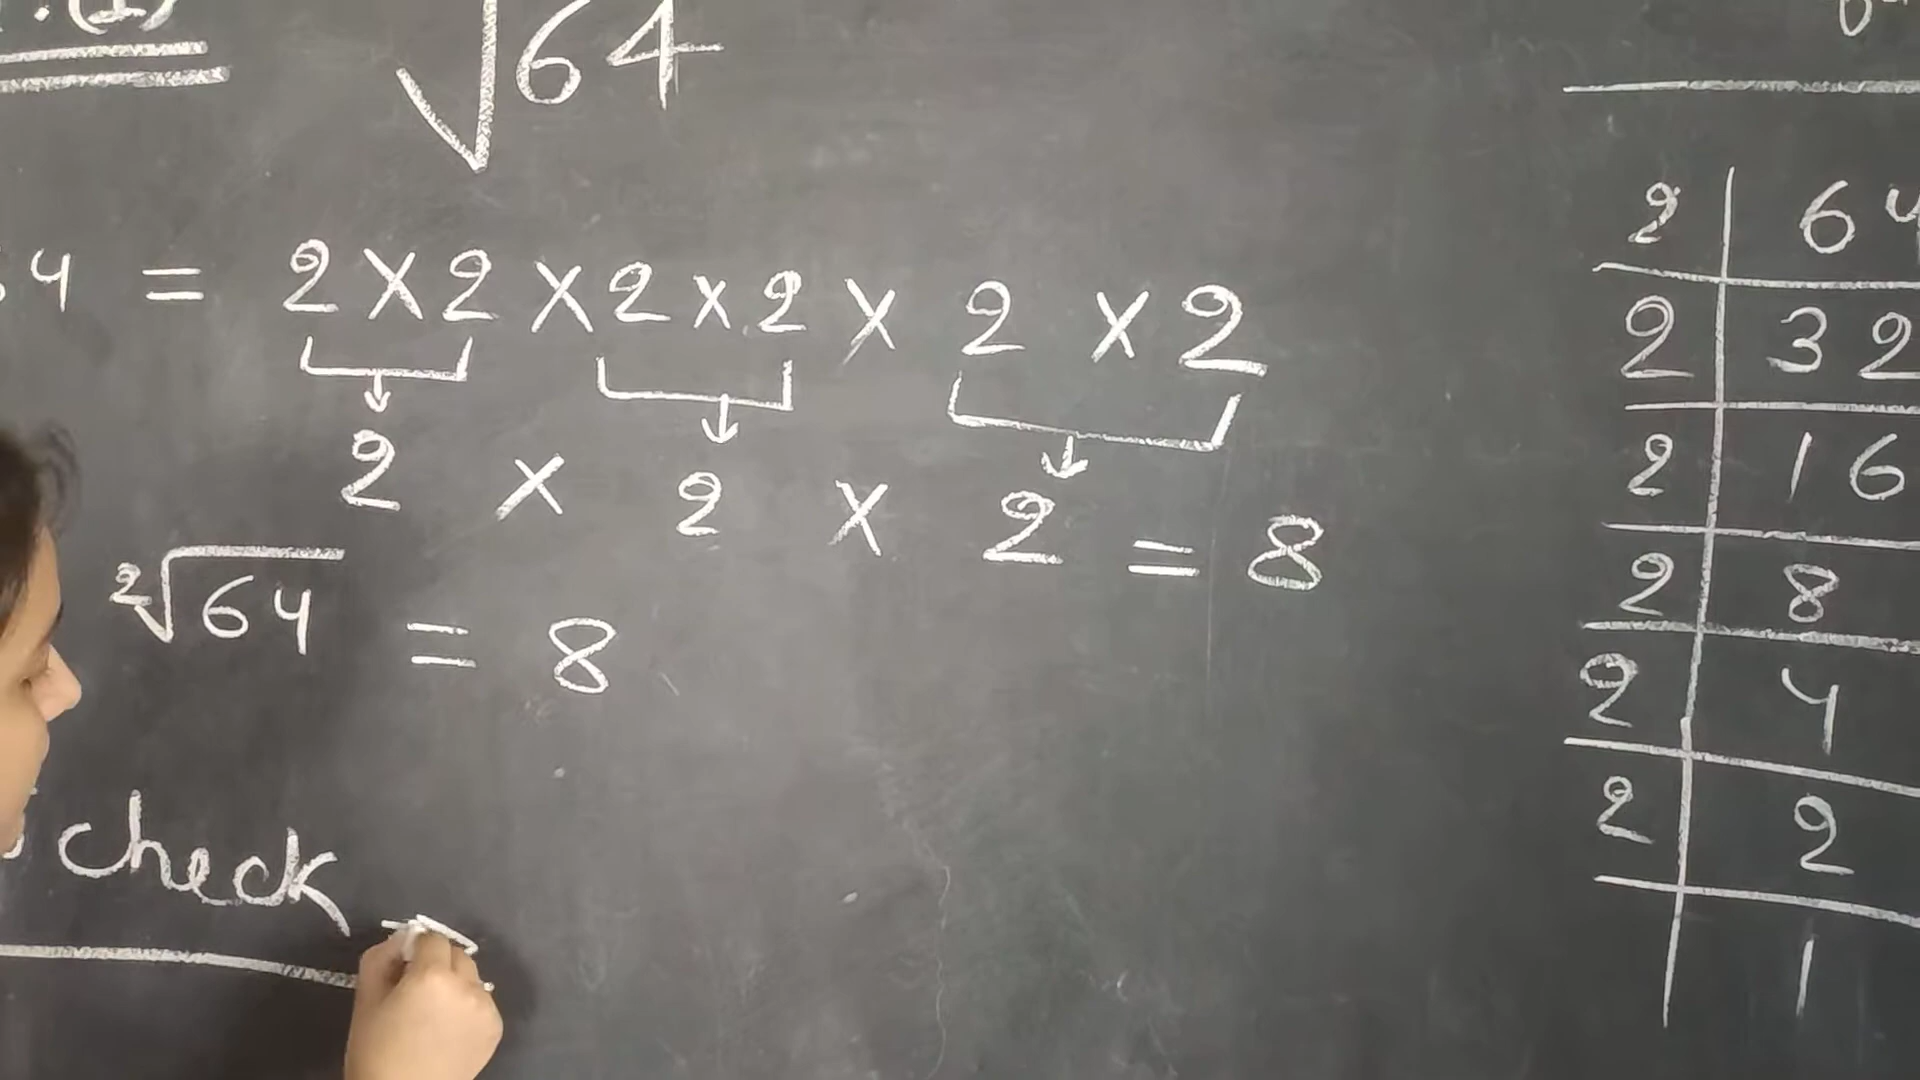 √64
64 = 2 × 2 × 2 × 2 × 2 × 2
2 × 2 × 2 = 8
²√64 = 8
check
2 | 64
2 | 32
2 | 16
2 | 8
2 | 4
2 | 2
1